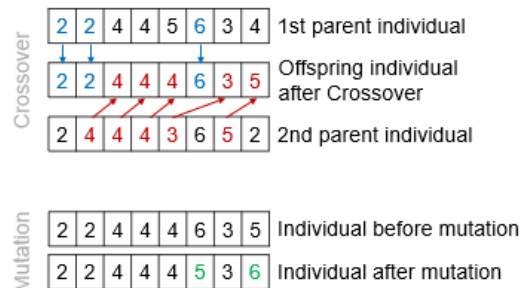 Crossover
2 2 4 4 5 6 3 4 1st parent individual
2 2 4 4 4 6 3 5 Offspring individual
after Crossover
2 4 4 4 3 6 5 2 2nd parent individual
Mutation
2 2 4 4 4 6 3 5 Individual before mutation
2 2 4 4 4 5 3 6 Individual after mutation